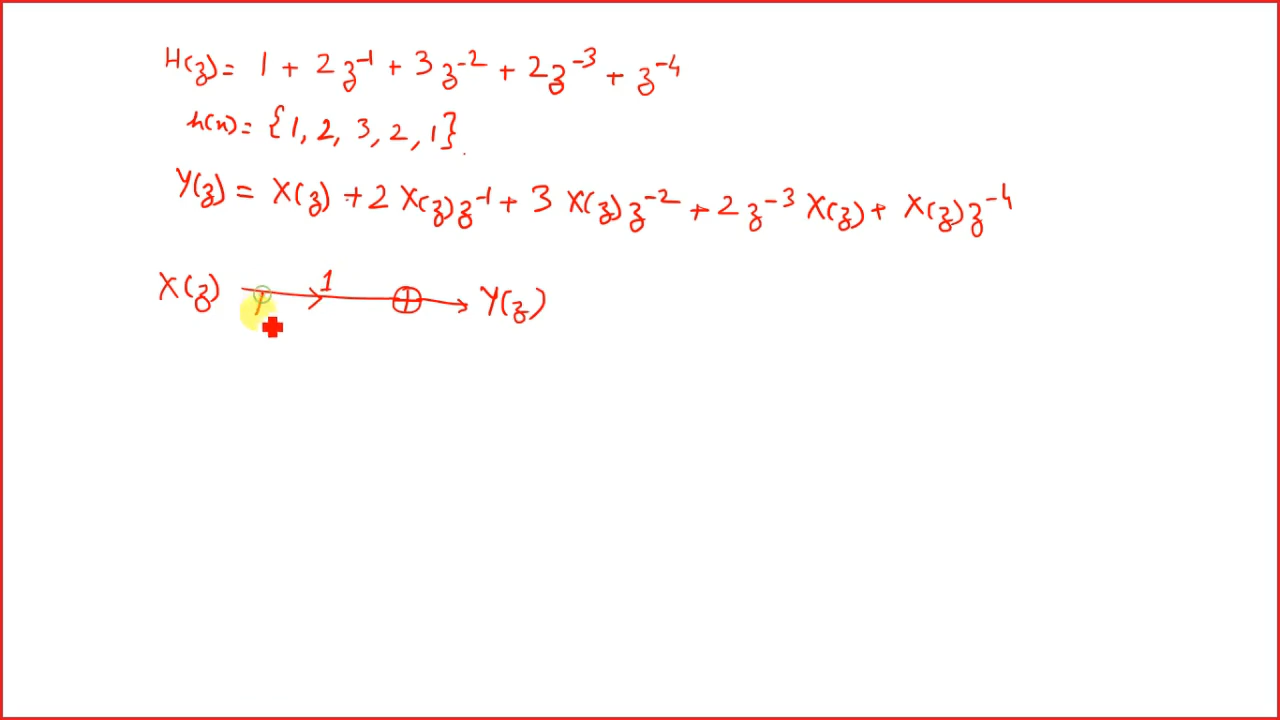 H(z) = 1 + 2z⁻¹ + 3z⁻² + 2z⁻³ + z⁻⁴
h(n) = {1, 2, 3, 2, 1}.
Y(z) = X(z) + 2 X(z)z⁻¹ + 3 X(z)z⁻² + 2z⁻³ X(z) + X(z)z⁻⁴
X(z) 1 + Y(z)